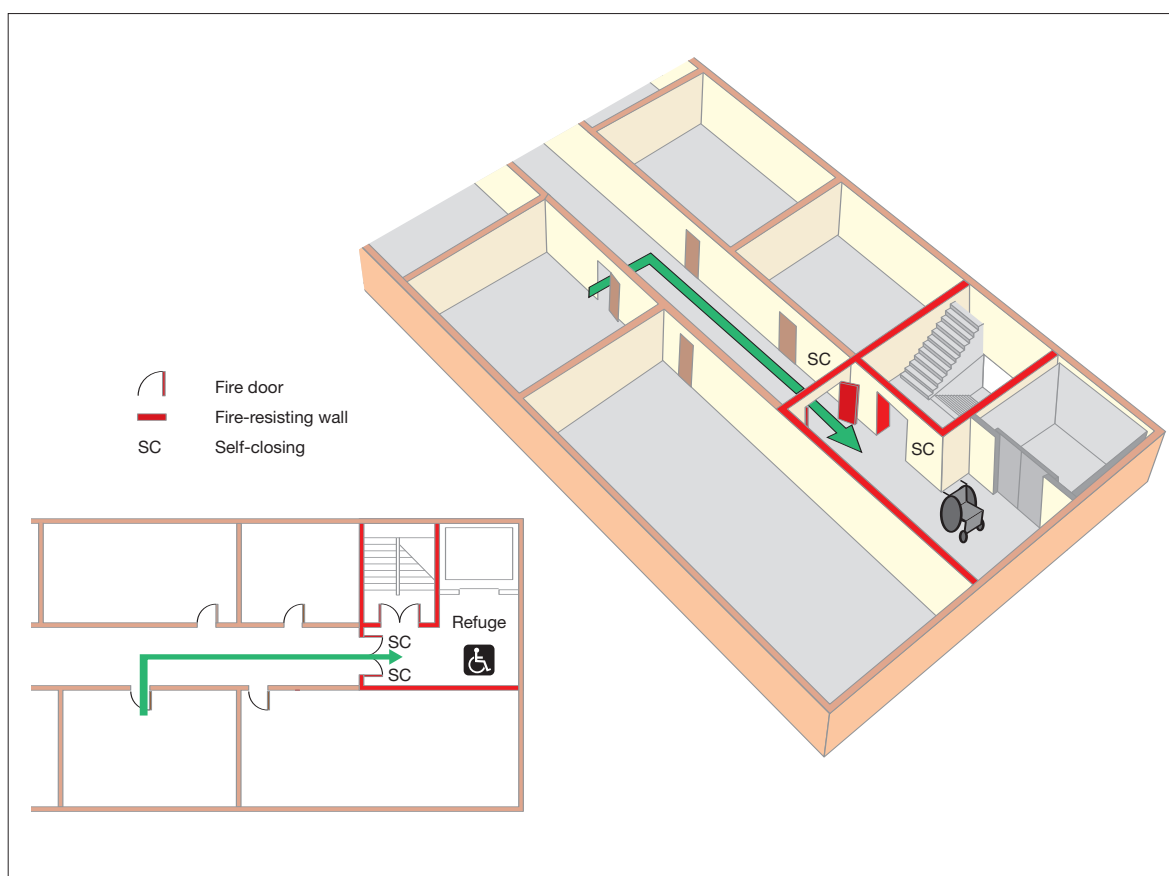 SC
SC
Fire door
Fire-resisting wall
SC Self-closing
Refuge
SC
SC